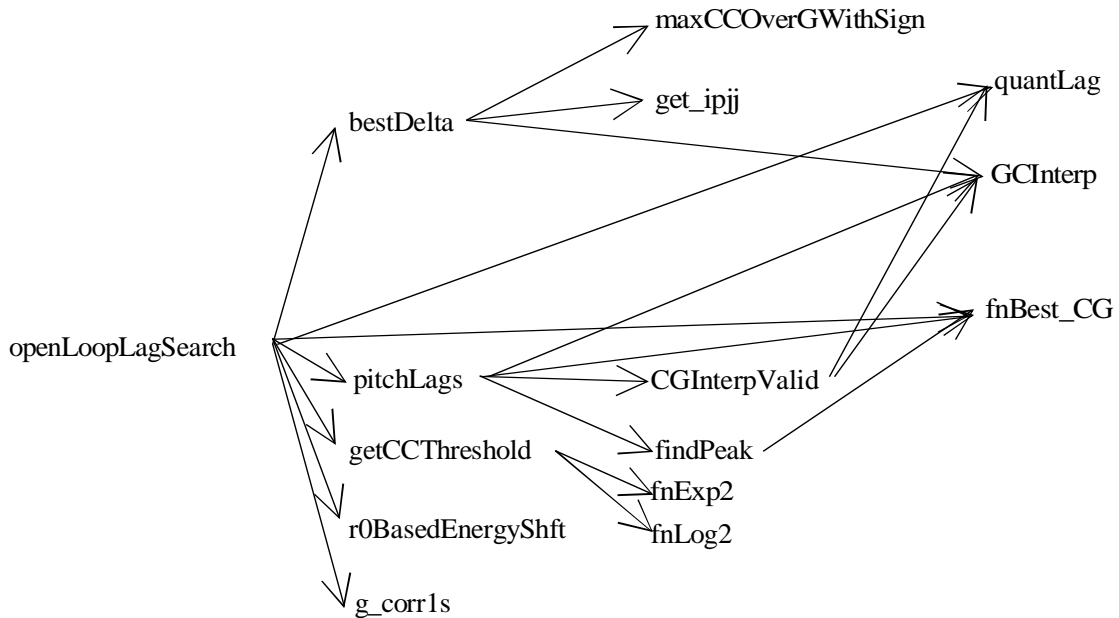 maxCCOverGWithSign
quantLag
get_ipjj
bestDelta
GCInterp
fnBest_CG
openLoopLagSearch
pitchLags
CGInterpValid
getCCThreshold
findPeak
fnExp2
r0BasedEnergyShft
fnLog2
g_corr1s